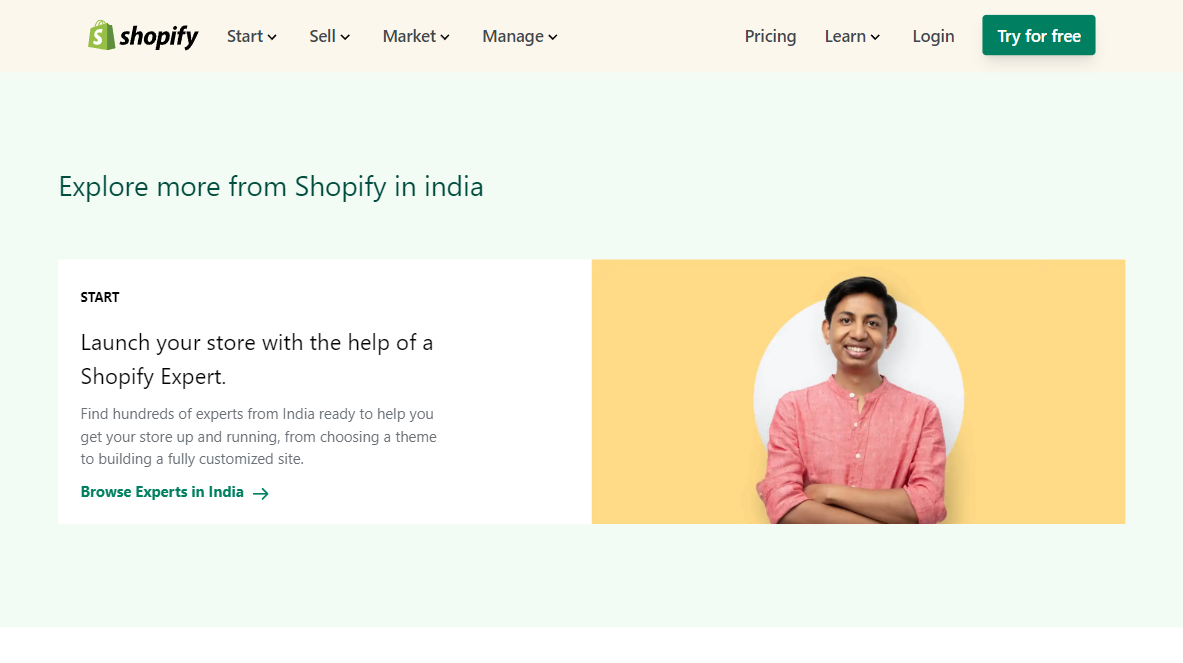 shopify Start Sell Market Manage Pricing Learn Login Try for free
Explore more from Shopify in india
START
Launch your store with the help of a
Shopify Expert.
Find hundreds of experts from India ready to help you
get your store up and running, from choosing a theme
to building a fully customized site.
Browse Experts in India →